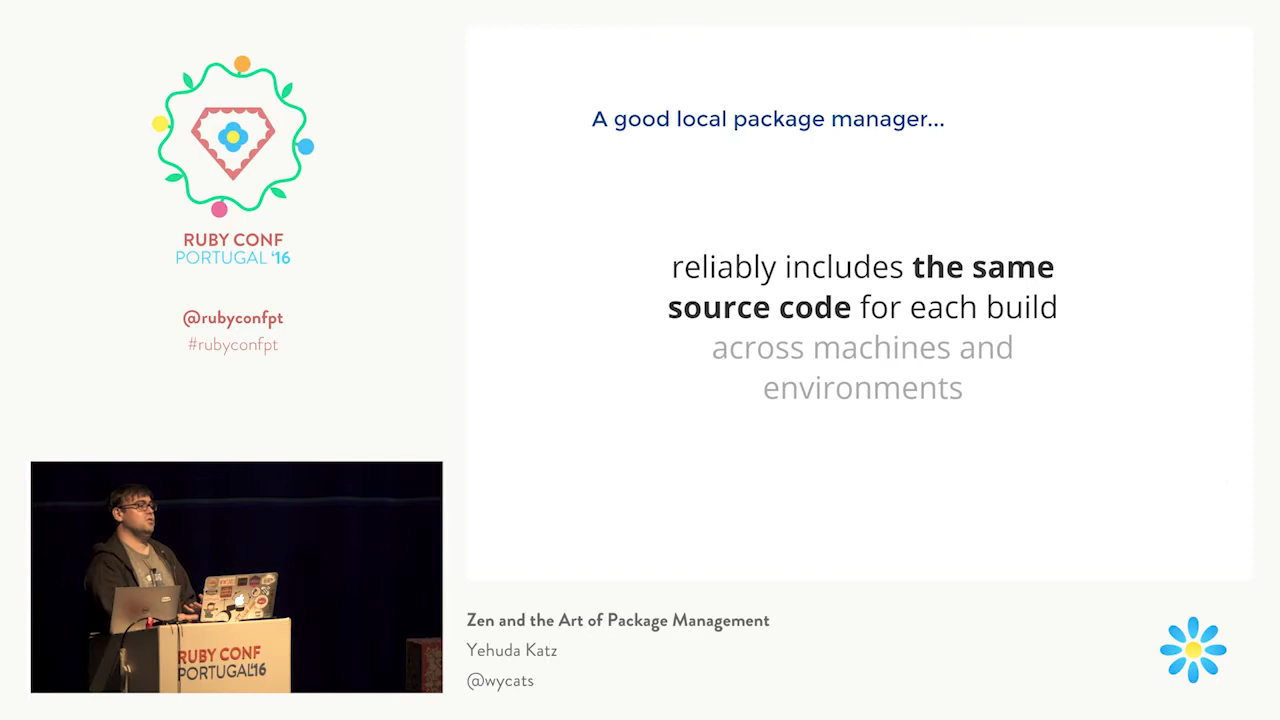 RUBY CONF
PORTUGAL ‘16
@rubyconfpt
#rubyconfpt
A good local package manager...
reliably includes the same
source code for each build
across machines and
environments
RUBY CONF
PORTUGAL'16
Zen and the Art of Package Management
Yehuda Katz
@wycats